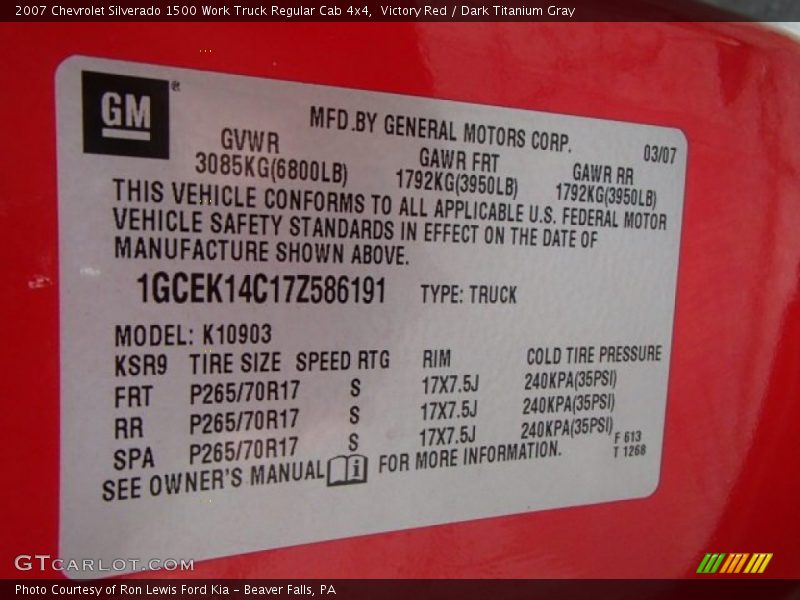 2007 Chevrolet Silverado 1500 Work Truck Regular Cab 4x4, Victory Red / Dark Titanium Gray
GM®
MFD.BY GENERAL MOTORS CORP.
03/07
GVWR GAWR FRT GAWR RR
3085KG(6800LB) 1792KG(3950LB) 1792KG(3950LB)
THIS VEHICLE CONFORMS TO ALL APPLICABLE U.S. FEDERAL MOTOR
VEHICLE SAFETY STANDARDS IN EFFECT ON THE DATE OF
MANUFACTURE SHOWN ABOVE.
1GCEK14C17Z586191 TYPE: TRUCK
MODEL: K10903
KSR9 TIRE SIZE SPEED RTG RIM COLD TIRE PRESSURE
FRT P265/70R17 S 17X7.5J 240KPA(35PSI)
RR P265/70R17 S 17X7.5J 240KPA(35PSI)
SPA P265/70R17 S 17X7.5J 240KPA(35PSI)
SEE OWNER'S MANUAL FOR MORE INFORMATION.
F 613
T 1268
GTcarlot.com
Photo Courtesy of Ron Lewis Ford Kia – Beaver Falls, PA